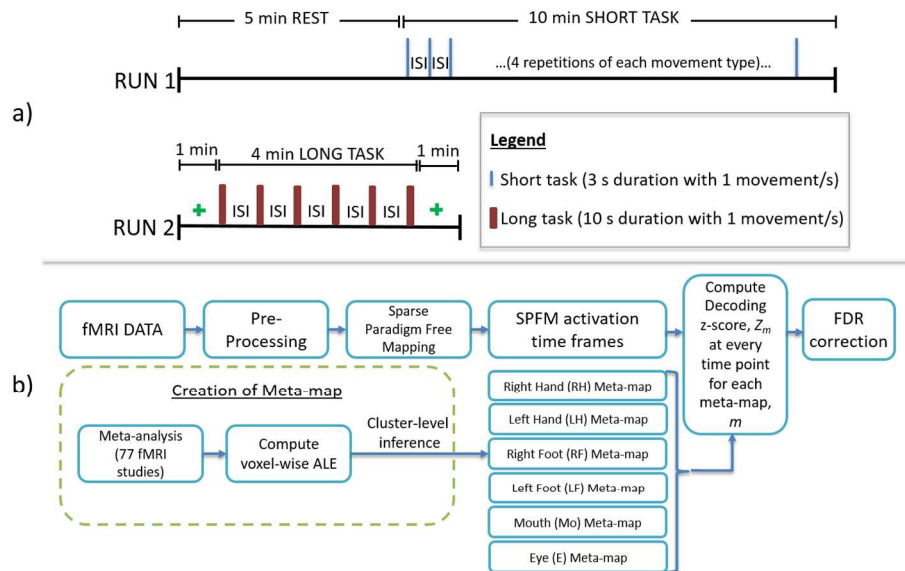 5 min REST
10 min SHORT TASK
ISI ISI
...(4 repetitions of each movement type)...
RUN 1
a)
1 min
4 min LONG TASK
1 min
ISI ISI ISI ISI ISI
RUN 2
Legend
Short task (3 s duration with 1 movement/s)
Long task (10 s duration with 1 movement/s)
b)
fMRI DATA
Pre-
Processing
Sparse
Paradigm Free
Mapping
SPFM activation
time frames
Compute
Decoding
z-score, Zm
at every
time point
for each
meta-map,
m
FDR
correction
Creation of Meta-map
Meta-analysis
(77 fMRI
studies)
Compute
voxel-wise ALE
Cluster-level
inference
Right Hand (RH) Meta-map
Left Hand (LH) Meta-map
Right Foot (RF) Meta-map
Left Foot (LF) Meta-map
Mouth (Mo) Meta-map
Eye (E) Meta-map